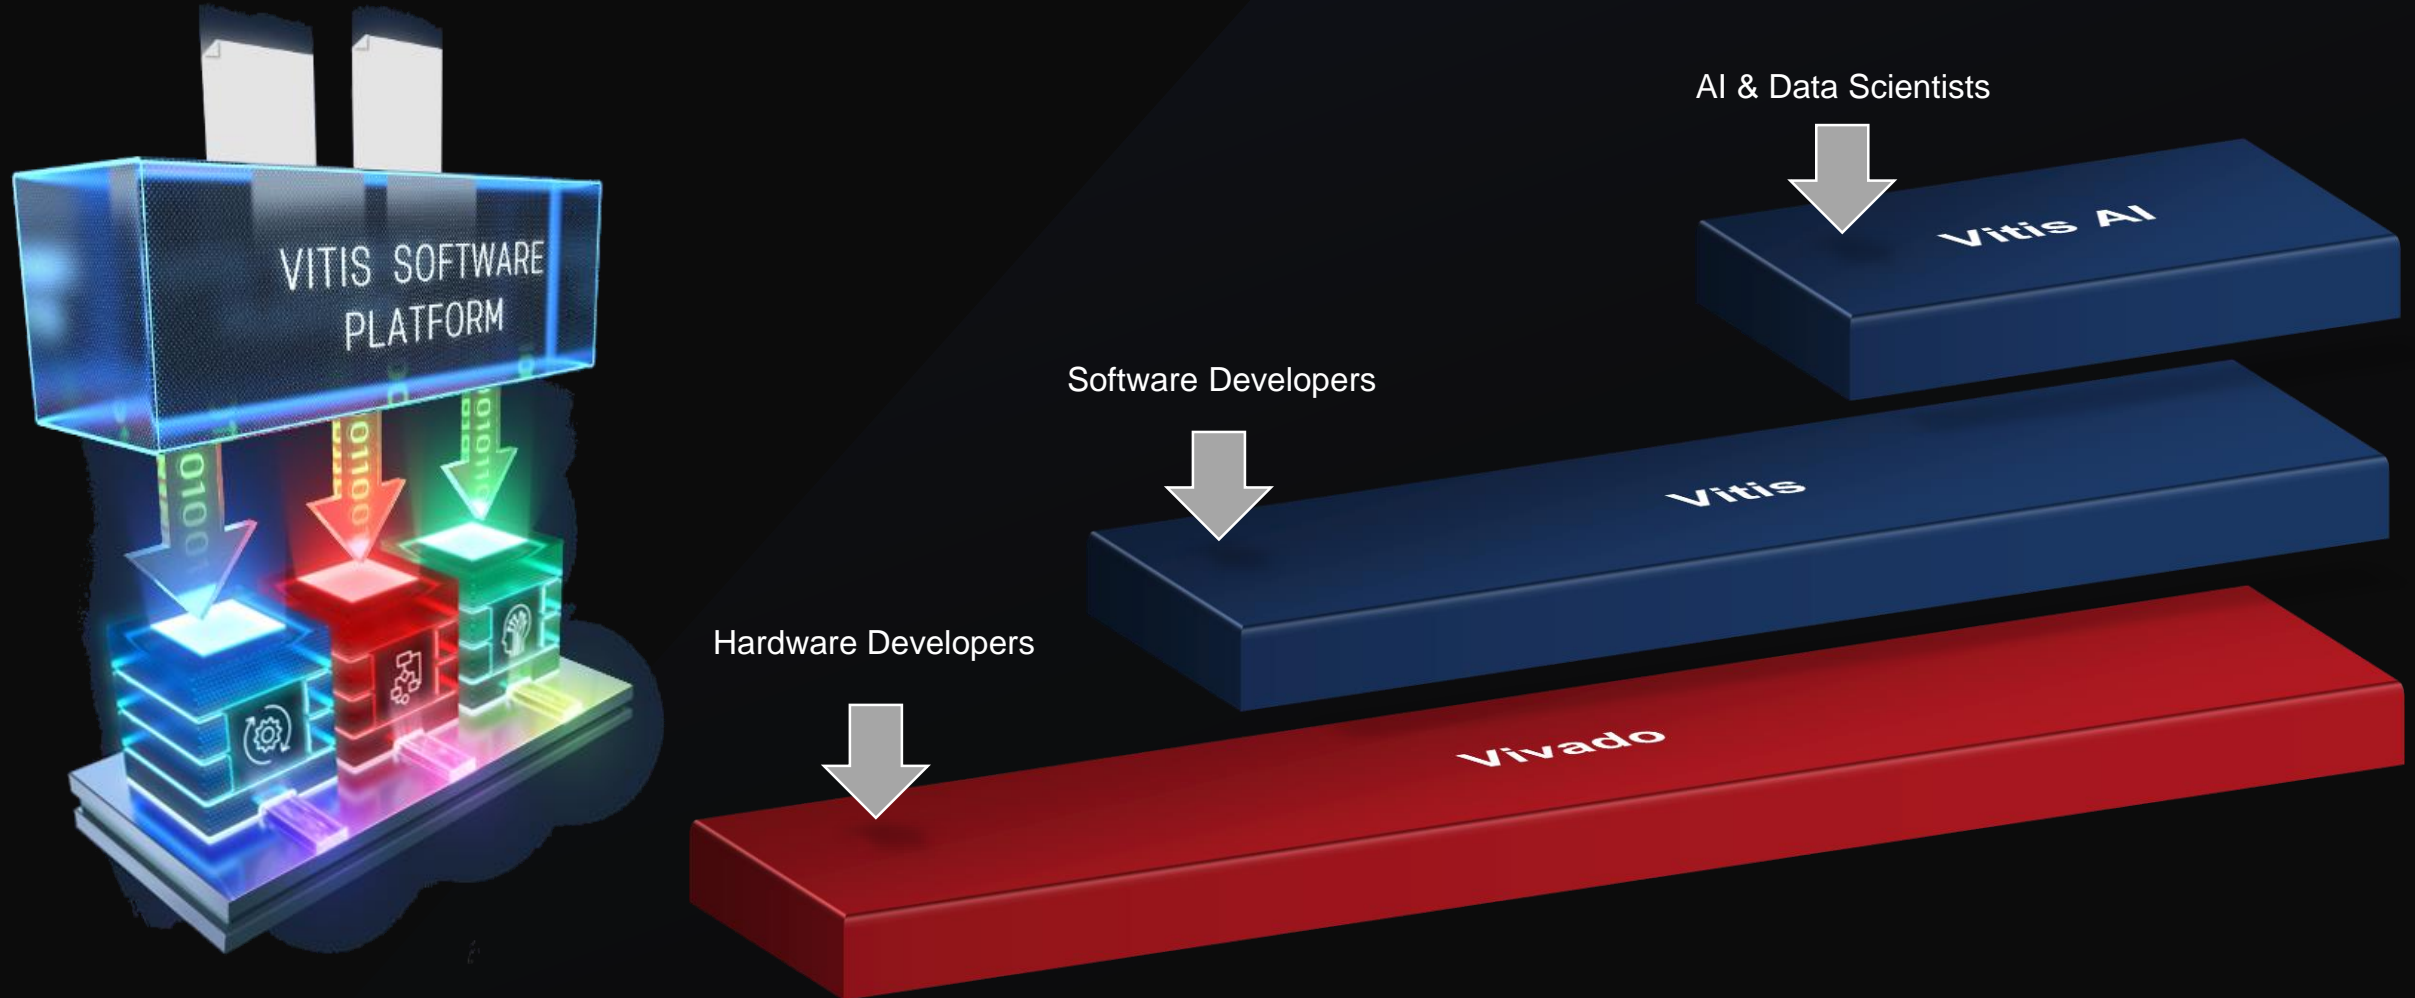 VITIS SOFTWARE
PLATFORM
AI & Data Scientists
Vitis AI
Software Developers
Vitis
Hardware Developers
Vivado